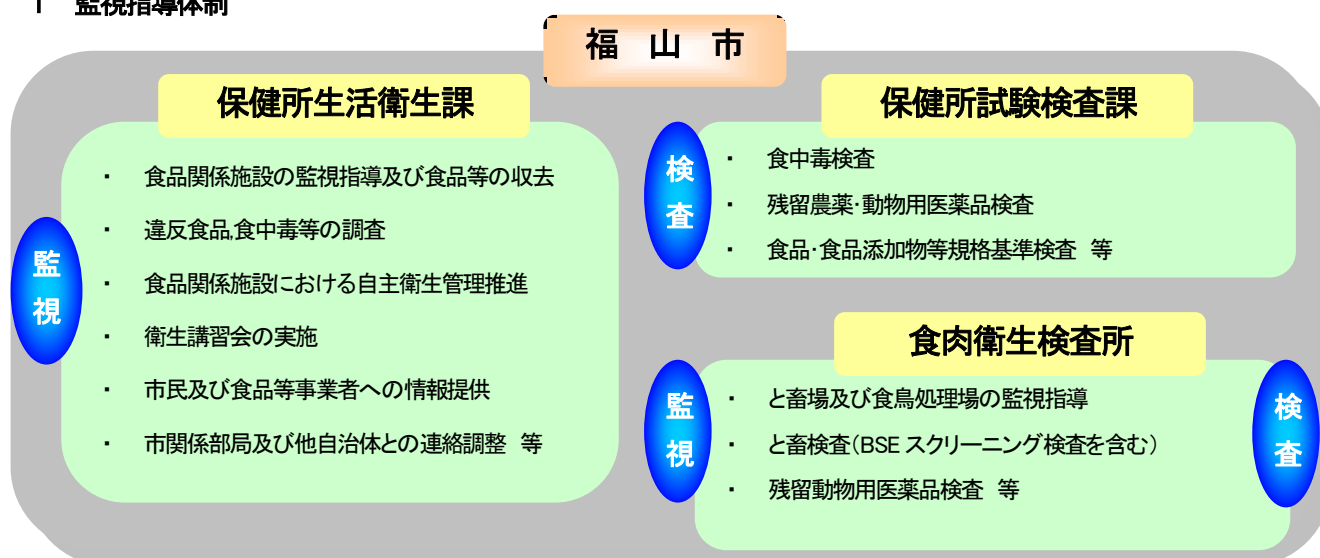 1 監視指導体制
福 山 市
保健所生活衛生課
監視
・ 食品関係施設の監視指導及び食品等の収去
・ 違反食品,食中毒等の調査
・ 食品関係施設における自主衛生管理推進
・ 衛生講習会の実施
・ 市民及び食品等事業者への情報提供
・ 市関係部局及び他自治体との連絡調整 等
保健所試験検査課
検査
・ 食中毒検査
・ 残留農薬・動物用医薬品検査
・ 食品・食品添加物等規格基準検査 等
食肉衛生検査所
監視
・ と畜場及び食鳥処理場の監視指導
・ と畜検査(BSE スクリーニング検査を含む)
・ 残留動物用医薬品検査 等
検査